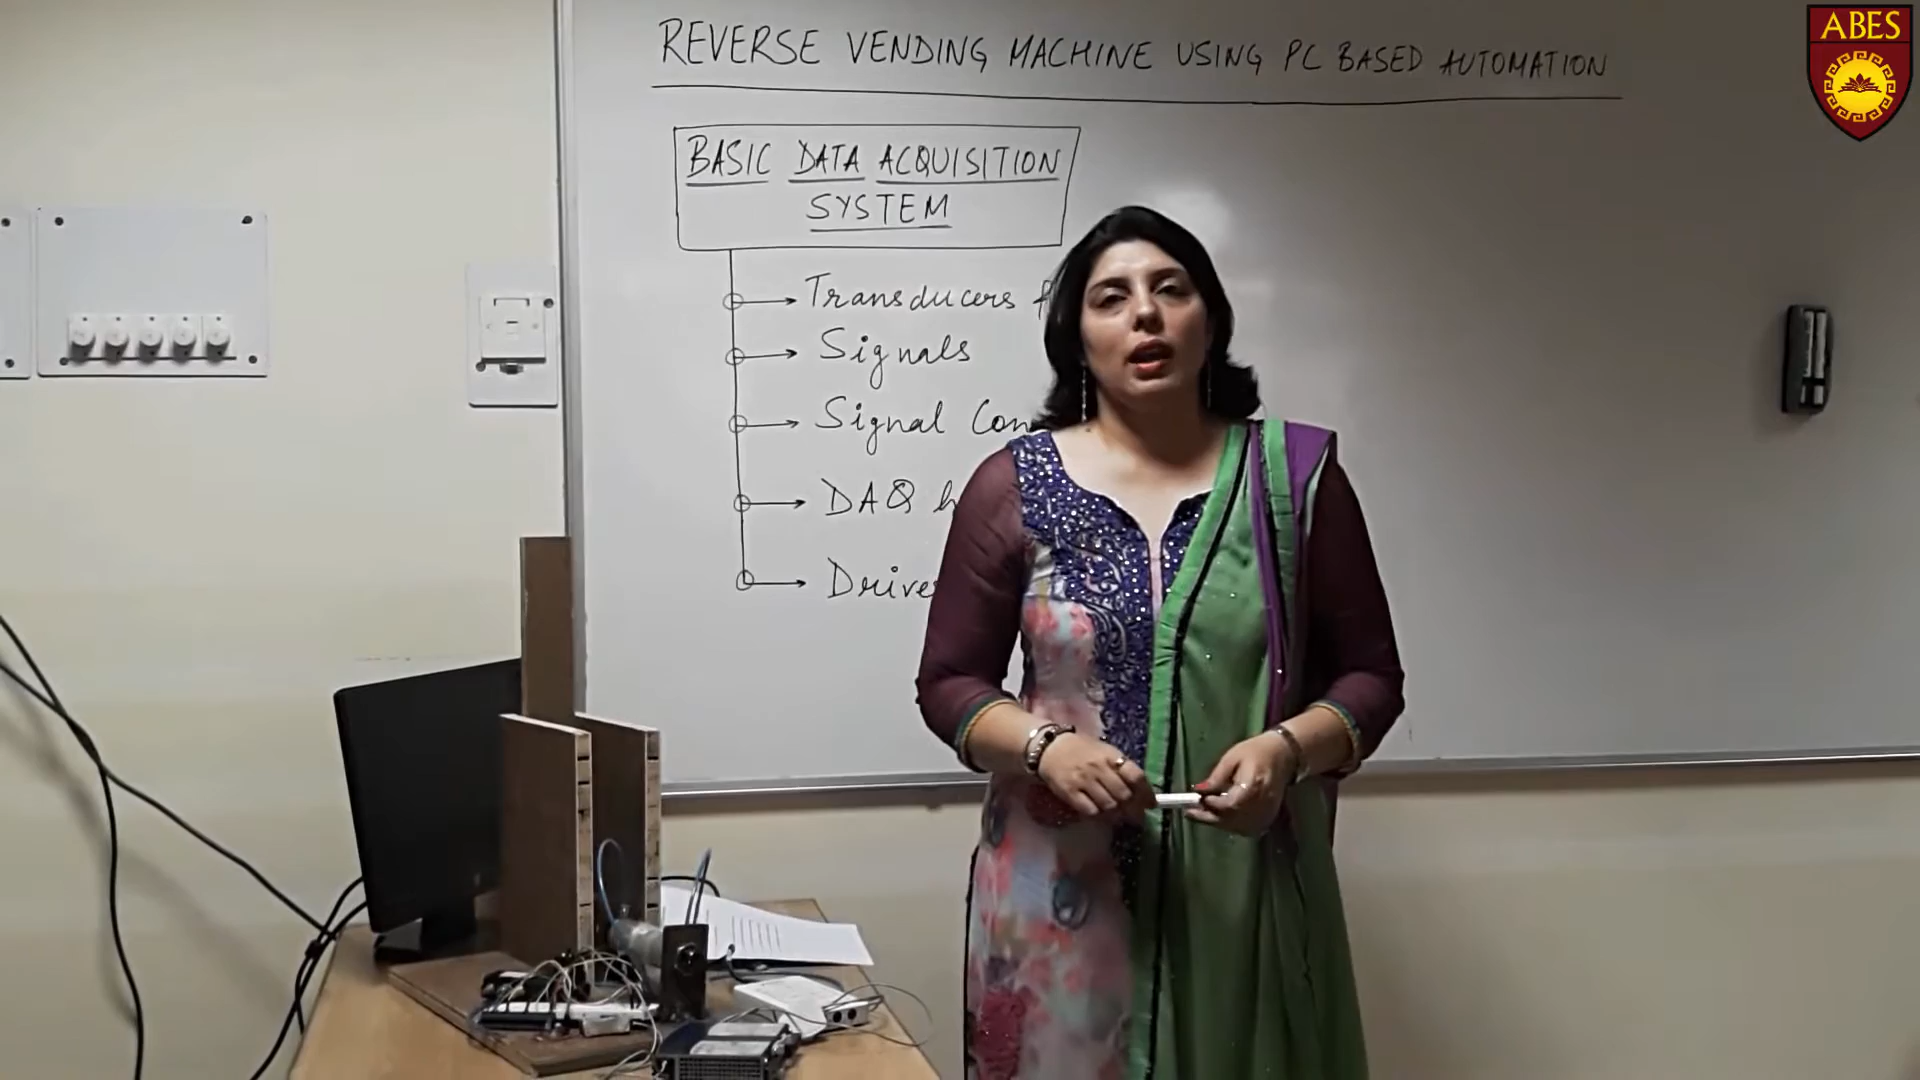 ABES
REVERSE VENDING MACHINE USING PC BASED AUTOMATION
BASIC DATA ACQUISITION
SYSTEM
Transducers
Signals
Signal
DAQ